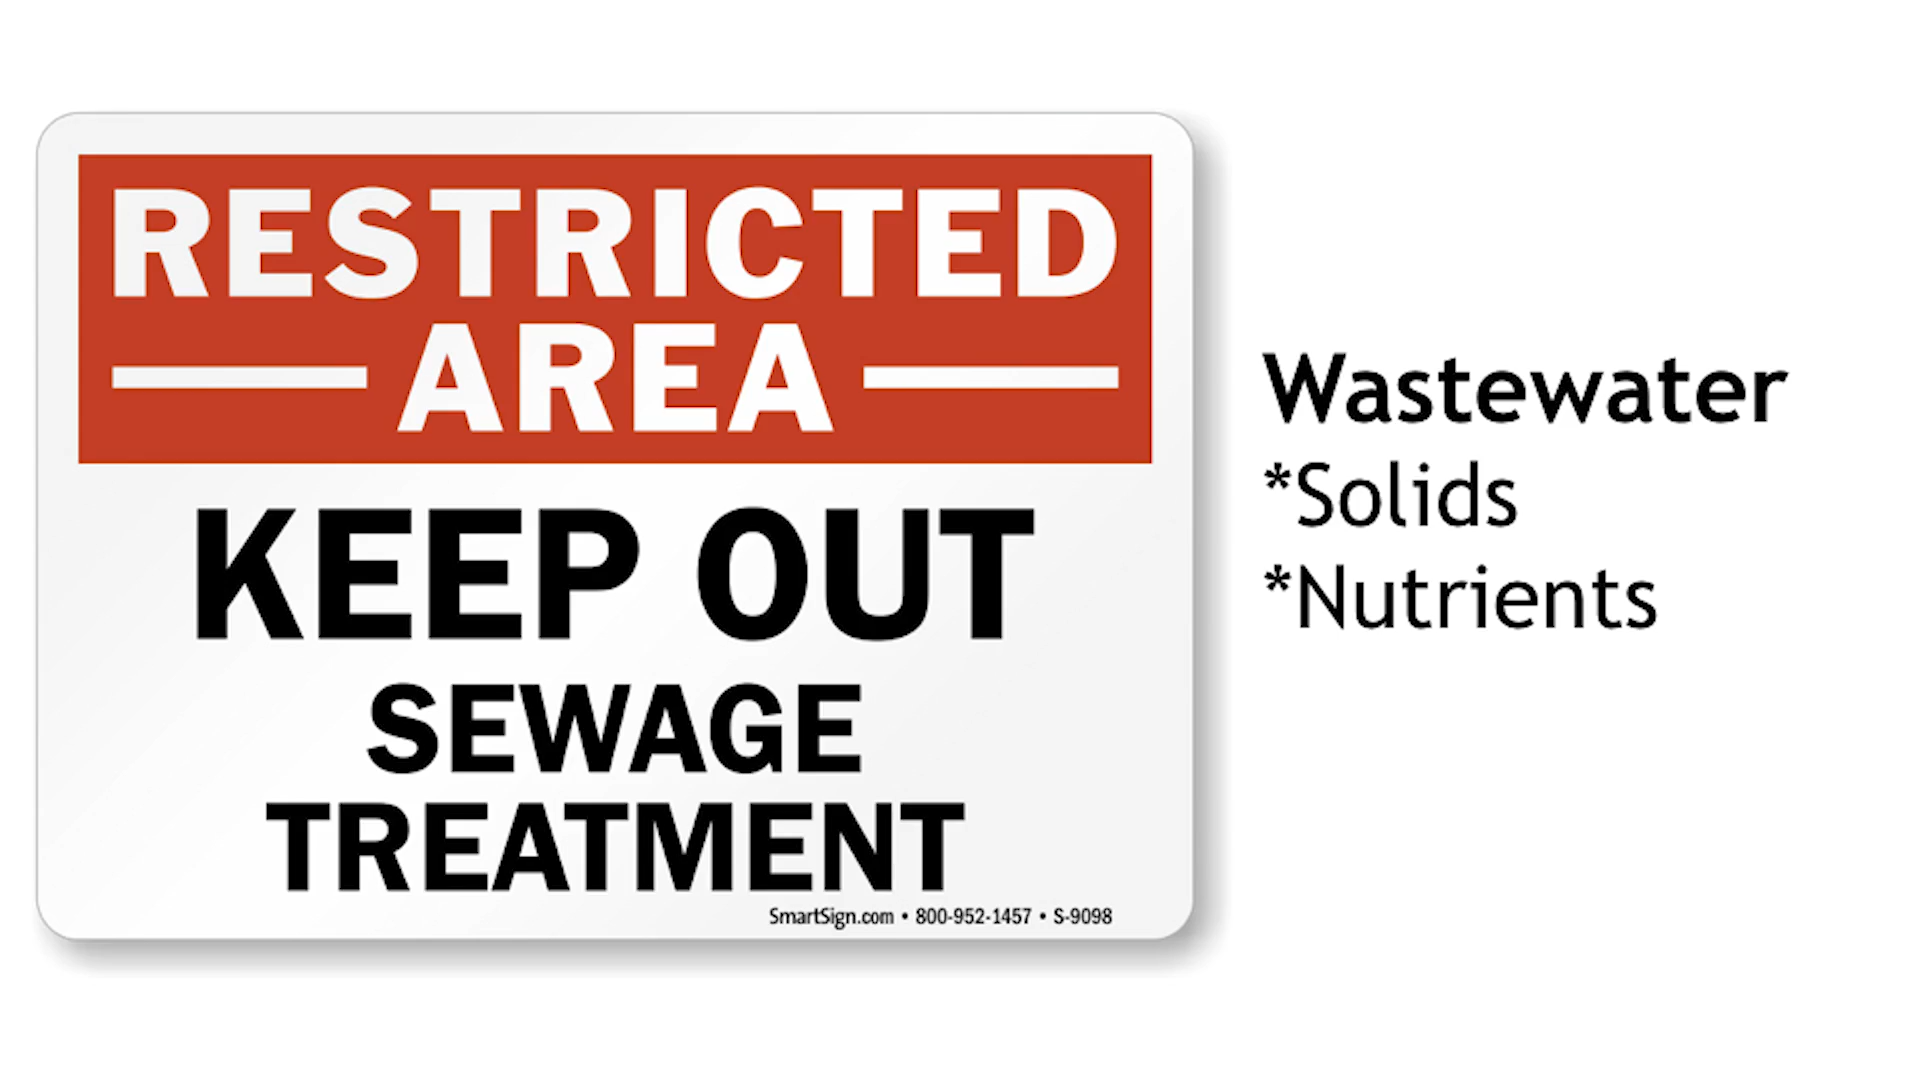 RESTRICTED
AREA
KEEP OUT
SEWAGE
TREATMENT
SmartSign.com • 800-952-1457 • S-9098
Wastewater
*Solids
*Nutrients